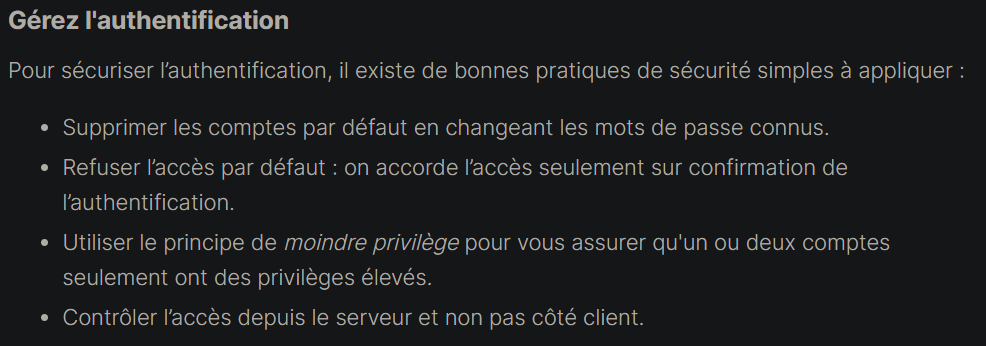 Gérez l'authentification
Pour sécuriser l’authentification, il existe de bonnes pratiques de sécurité simples à appliquer :
• Supprimer les comptes par défaut en changeant les mots de passe connus.
• Refuser l’accès par défaut : on accorde l’accès seulement sur confirmation de
l’authentification.
• Utiliser le principe de moindre privilège pour vous assurer qu'un ou deux comptes
seulement ont des privilèges élevés.
• Contrôler l’accès depuis le serveur et non pas côté client.